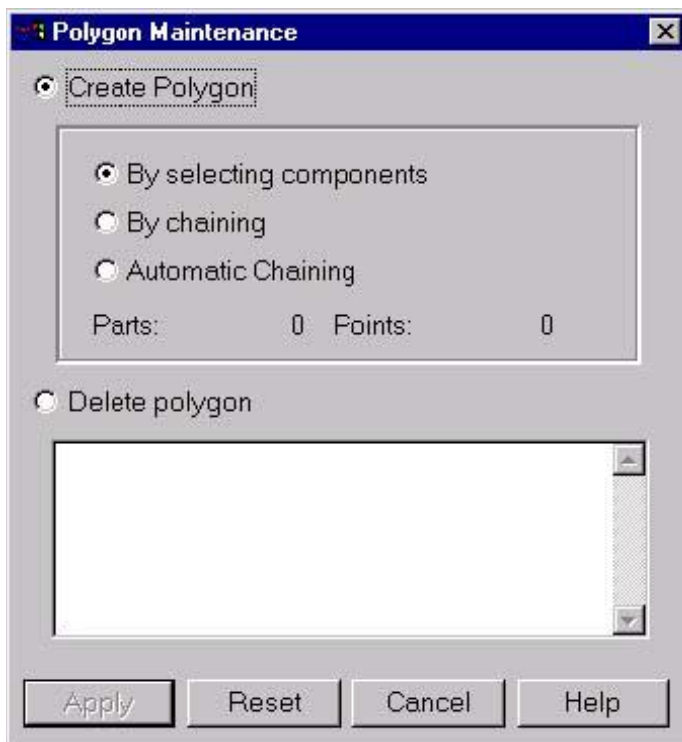 Polygon Maintenance
Create Polygon
By selecting components
By chaining
Automatic Chaining
Parts: 0 Points: 0
Delete polygon
Apply Reset Cancel Help